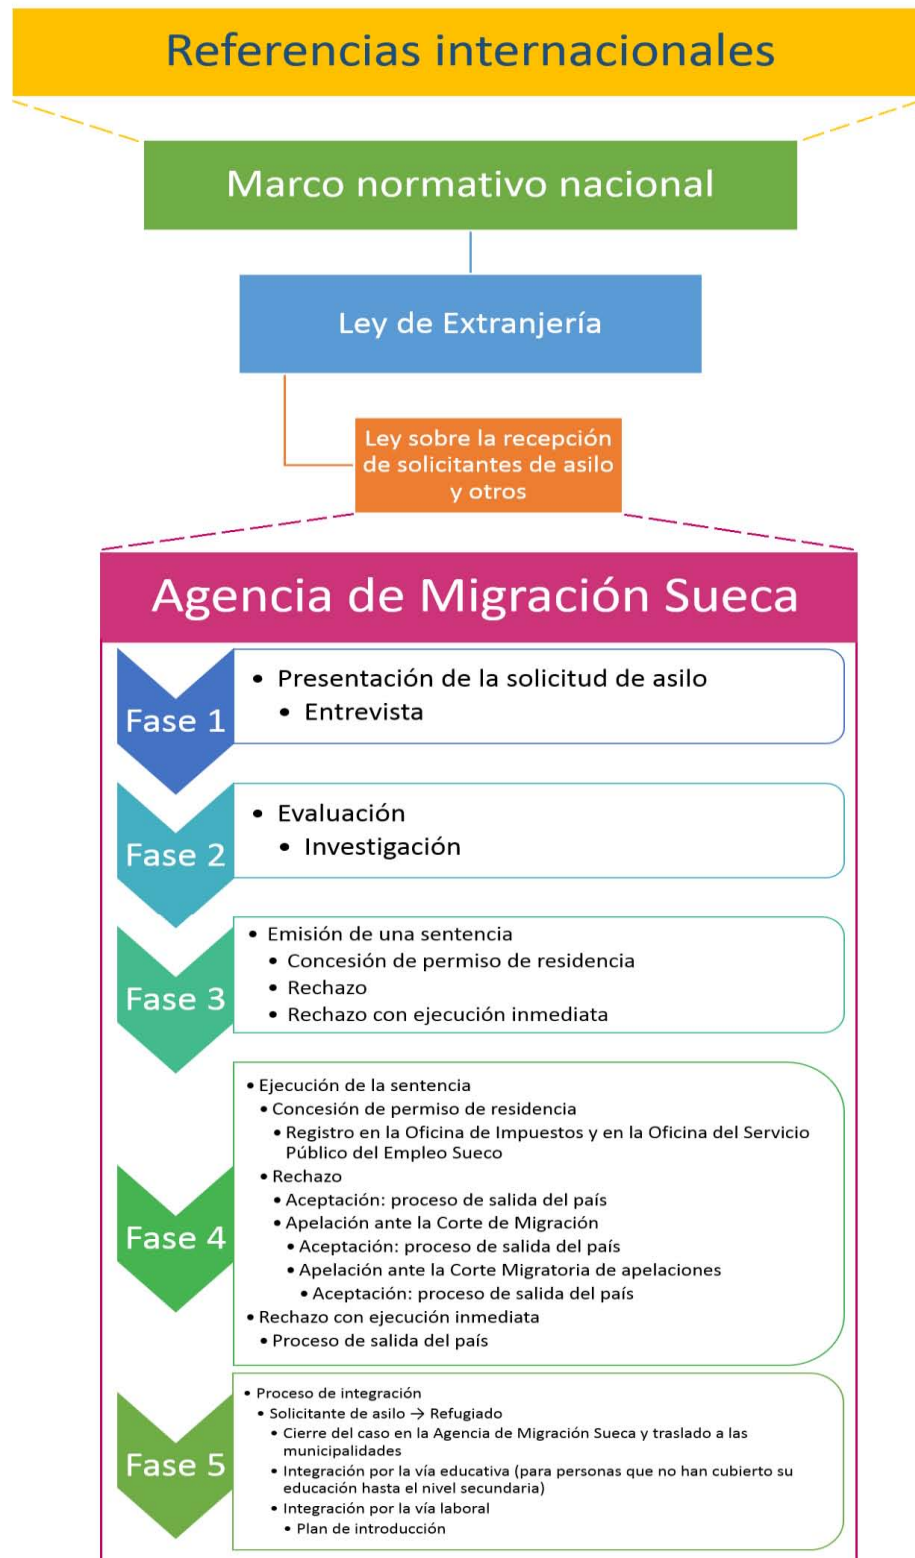 Referencias internacionales
Marco normativo nacional
Ley de Extranjería
Ley sobre la recepción
de solicitantes de asilo
y otros
Agencia de Migración Sueca
Fase 1
• Presentación de la solicitud de asilo
• Entrevista
Fase 2
• Evaluación
• Investigación
Fase 3
• Emisión de una sentencia
• Concesión de permiso de residencia
• Rechazo
• Rechazo con ejecución inmediata
Fase 4
• Ejecución de la sentencia
• Concesión de permiso de residencia
• Registro en la Oficina de Impuestos y en la Oficina del Servicio
Público del Empleo Sueco
• Rechazo
• Aceptación: proceso de salida del país
• Apelación ante la Corte de Migración
• Aceptación: proceso de salida del país
• Apelación ante la Corte Migratoria de apelaciones
• Aceptación: proceso de salida del país
• Rechazo con ejecución inmediata
• Proceso de salida del país
Fase 5
• Proceso de integración
• Solicitante de asilo → Refugiado
• Cierre del caso en la Agencia de Migración Sueca y traslado a las
municipalidades
• Integración por la vía educativa (para personas que no han cubierto su
educación hasta el nivel secundaria)
• Integración por la vía laboral
• Plan de introducción